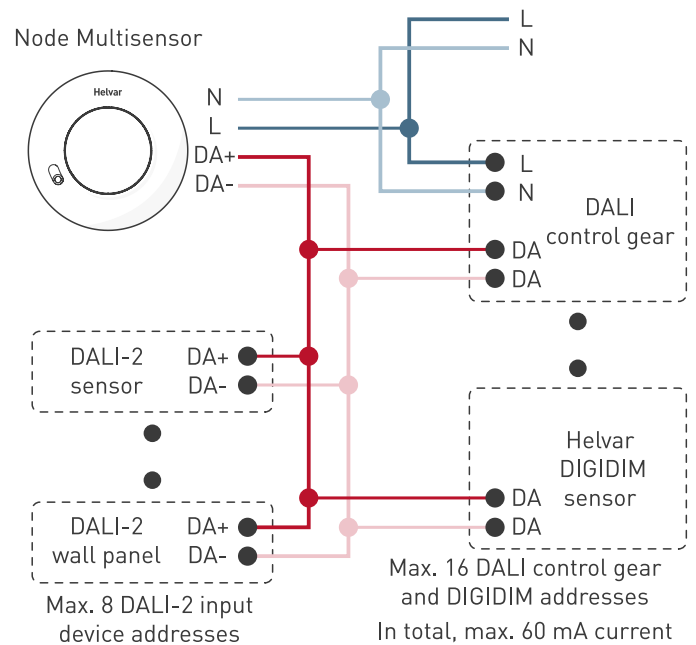 Node Multisensor
Helvar
N
L
DA+
DA-
L
N
L
N
DA
DA
DALI
control gear
DALI-2
sensor
DA+
DA-
DALI-2
wall panel
DA+
DA-
Helvar
DIGIDIM
sensor
DA
DA
Max. 8 DALI-2 input
device addresses
Max. 16 DALI control gear
and DIGIDIM addresses
In total, max. 60 mA current